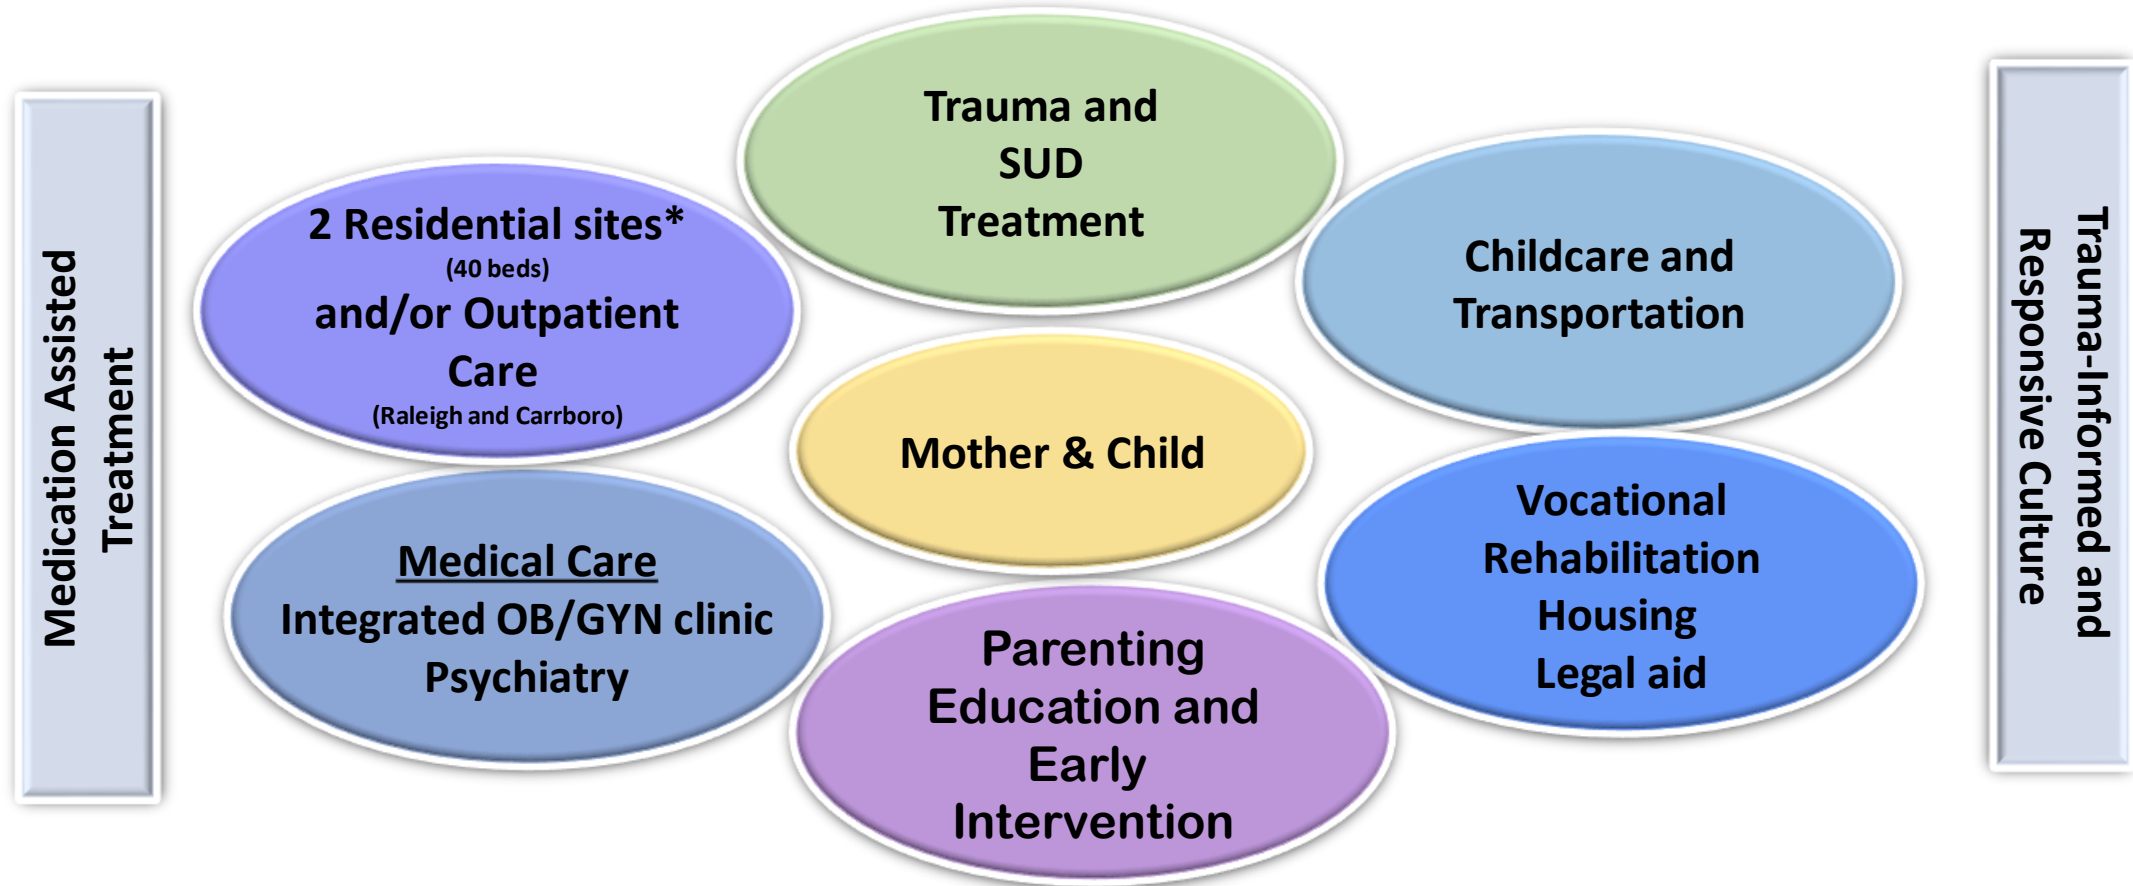 Medication Assisted
Treatment
2 Residential sites*
(40 beds)
and/or Outpatient
Care
(Raleigh and Carrboro)
Trauma and
SUD
Treatment
Childcare and
Transportation
Mother & Child
Medical Care
Integrated OB/GYN clinic
Psychiatry
Parenting
Education and
Early
Intervention
Vocational
Rehabilitation
Housing
Legal aid
Trauma-Informed and
Responsive Culture